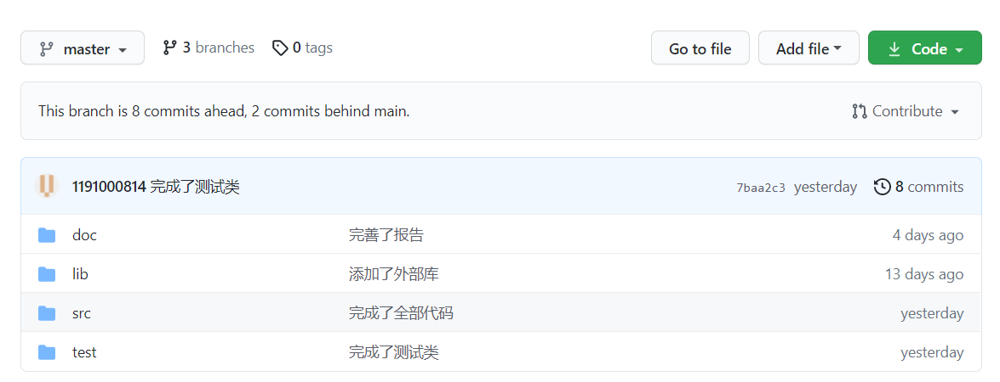 master 3 branches 0 tags Go to file Add file Code
This branch is 8 commits ahead, 2 commits behind main. Contribute
1191000814 完成了测试类 7baa2c3 yesterday 8 commits
doc 完善了报告 4 days ago
lib 添加了外部库 13 days ago
src 完成了全部代码 yesterday
test 完成了测试类 yesterday